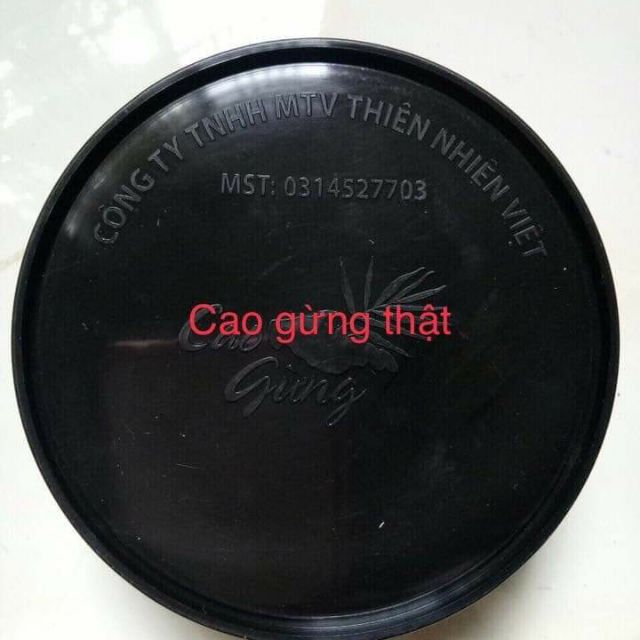 CÔNG TY TNHH MTV THIÊN NHIÊN VIỆT
MST: 0314527703
Cao gừng thật
Cao
Gừng